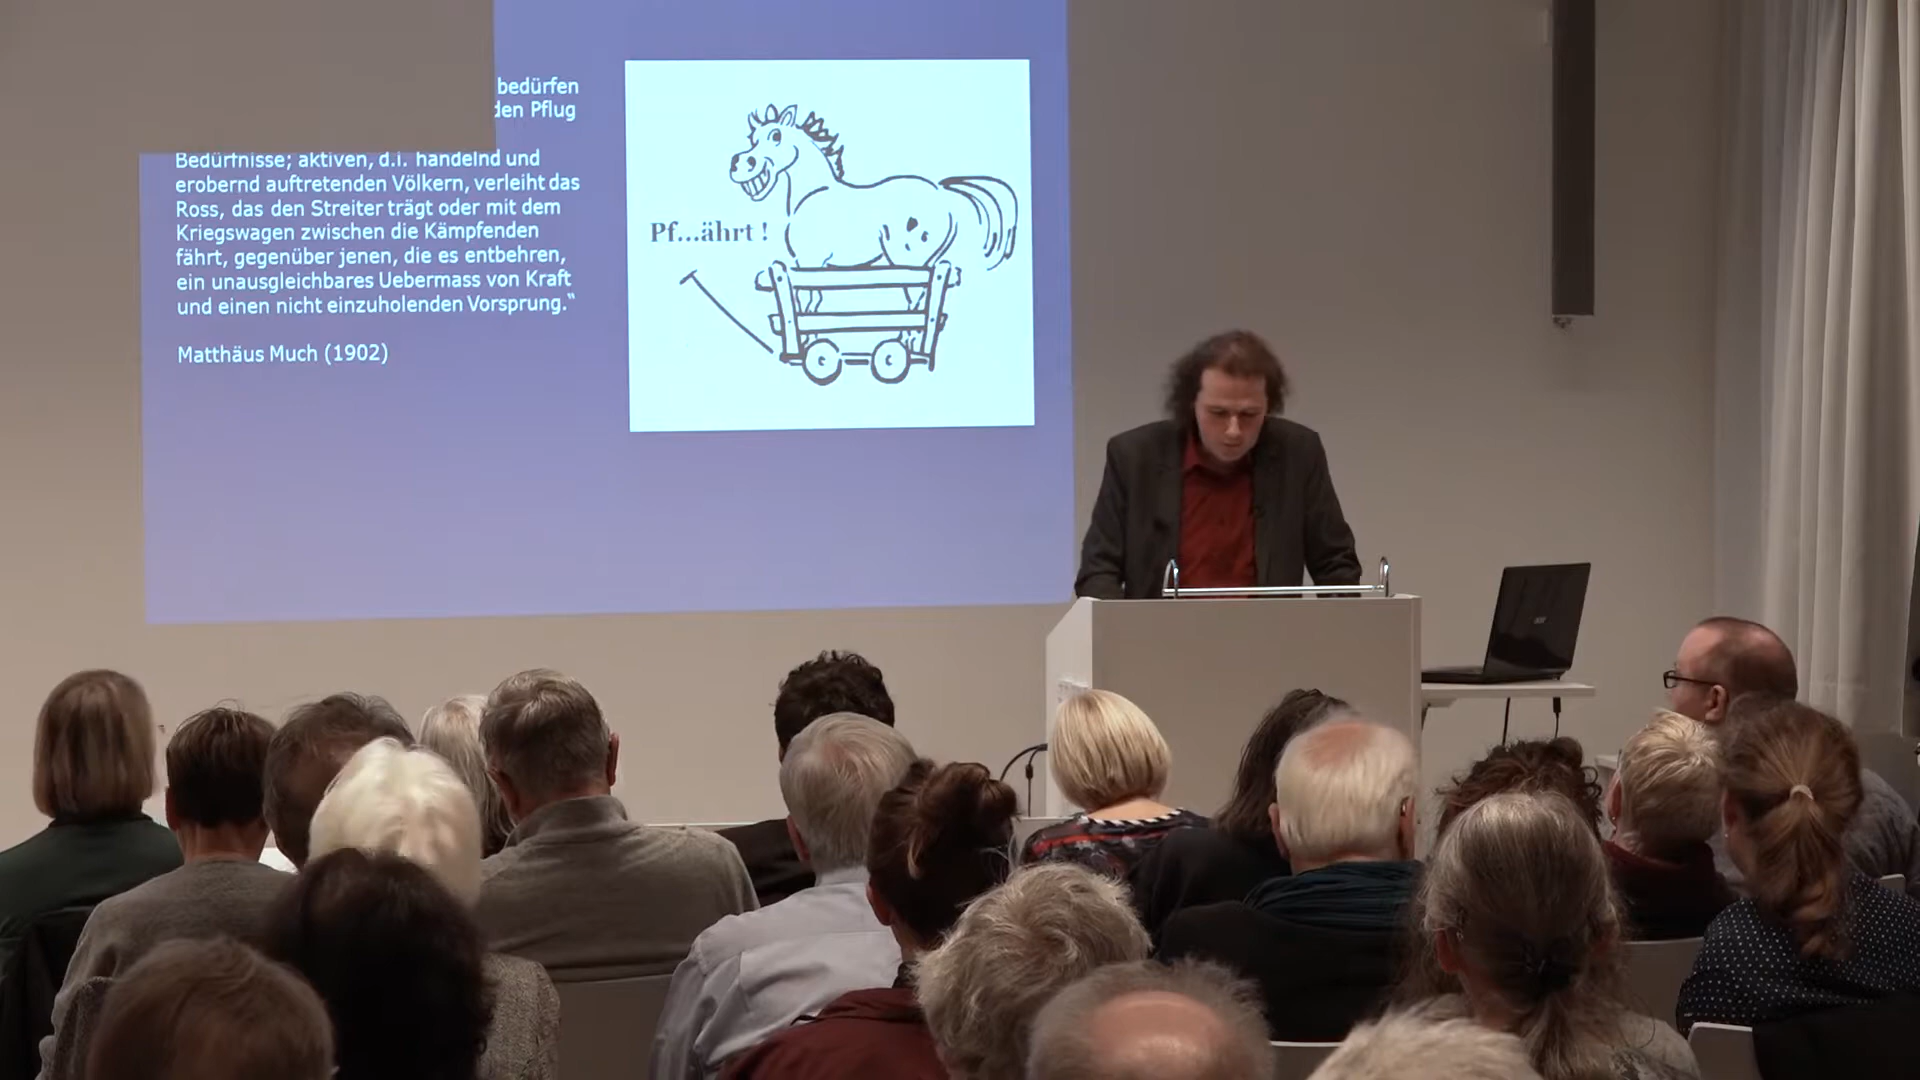 bedürfen
den Pflug
Bedürfnisse; aktiven, d.i. handelnd und
erobernd auftretenden Völkern, verleiht das
Ross, das den Streiter trägt oder mit dem
Kriegswagen zwischen die Kämpfenden
fährt, gegenüber jenen, die es entbehren,
ein unausgleichbares Uebermass von Kraft
und einen nicht einzuholenden Vorsprung.“
Matthäus Much (1902)
Pf...ährt !
acer